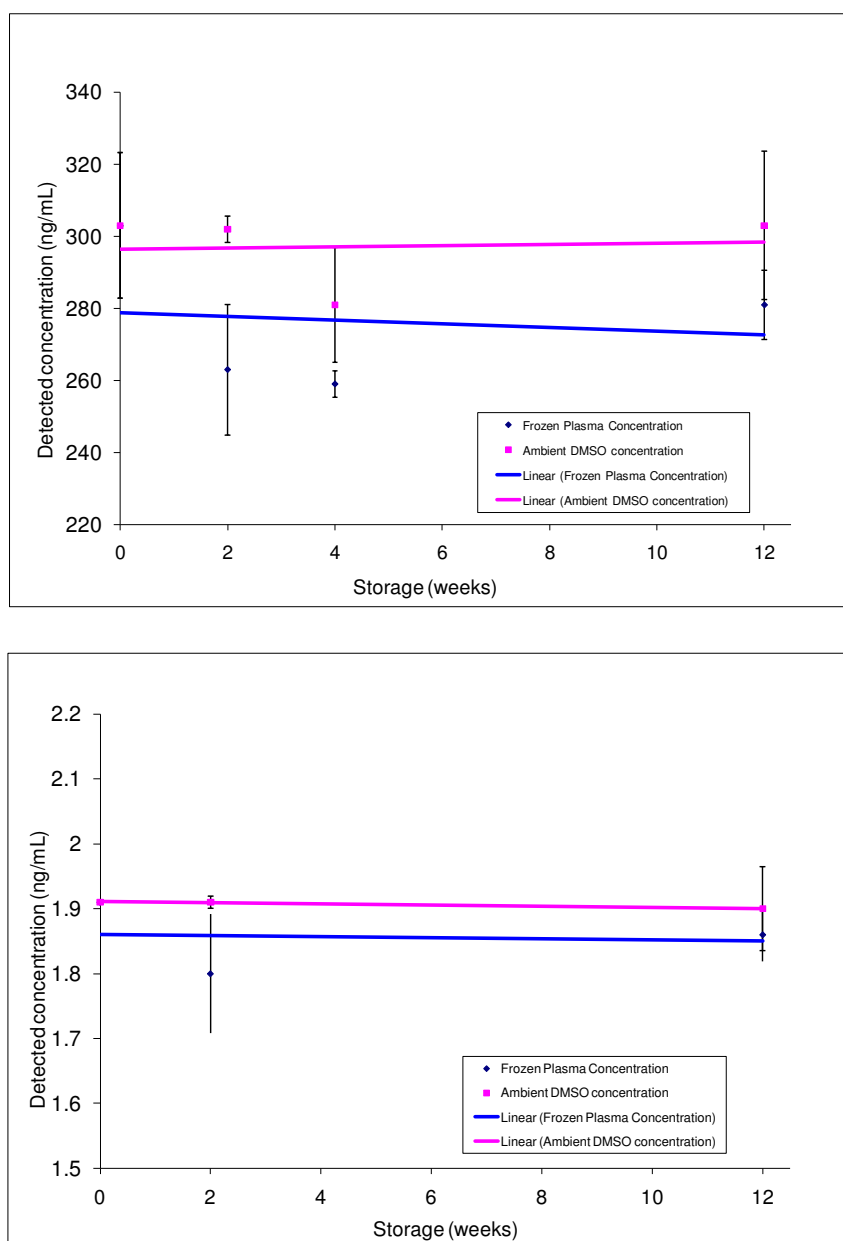 Detected concentration (ng/mL)
340
320
300
280
260
240
220
0 2 4 6 8 10 12
Storage (weeks)
Frozen Plasma Concentration
Ambient DMSO concentration
Linear (Frozen Plasma Concentration)
Linear (Ambient DMSO concentration)
Detected concentration (ng/mL)
2.2
2.1
2
1.9
1.8
1.7
1.6
1.5
0 2 4 6 8 10 12
Storage (weeks)
Frozen Plasma Concentration
Ambient DMSO concentration
Linear (Frozen Plasma Concentration)
Linear (Ambient DMSO concentration)